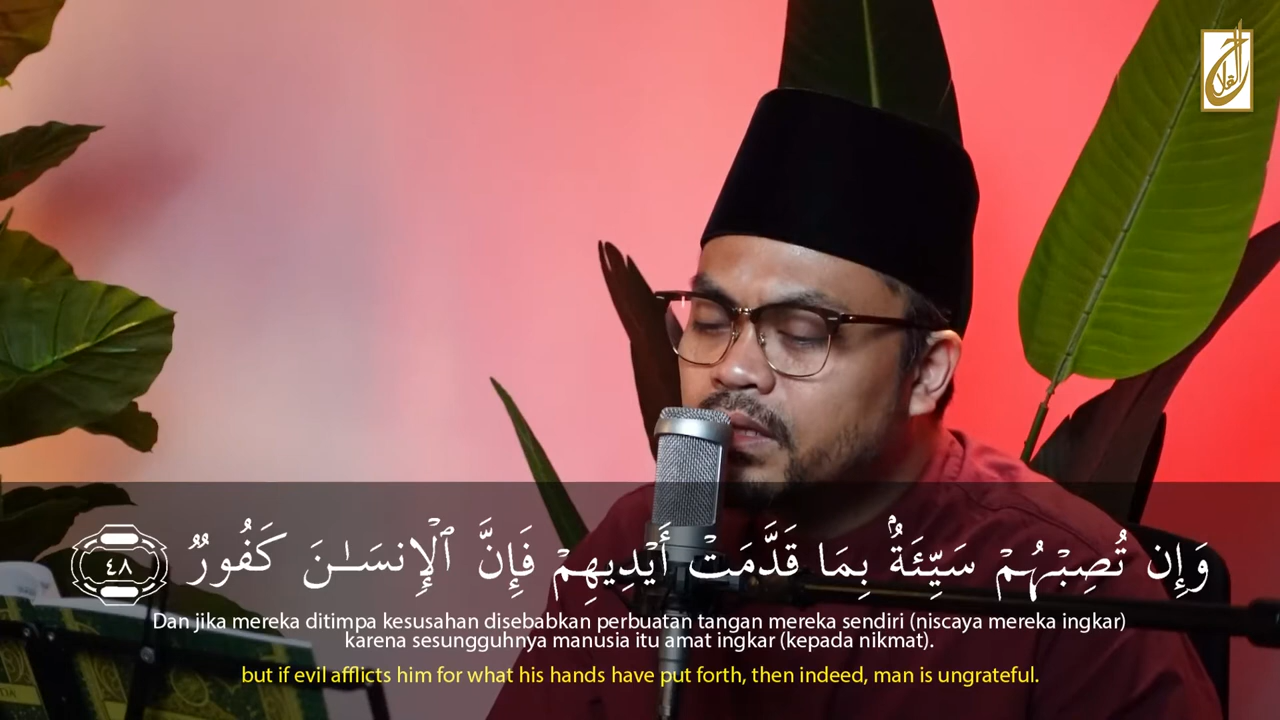 وَإِن تُصِبْهُمْ سَيِّئَةٌۢ بِمَا قَدَّمَتْ أَيْدِيهِمْ فَإِنَّ ٱلْإِنسَـٰنَ كَفُورٌ ٤٨
Dan jika mereka ditimpa kesusahan disebabkan perbuatan tangan mereka sendiri (niscaya mereka ingkar)
karena sesungguhnya manusia itu amat ingkar (kepada nikmat).
but if evil afflicts him for what his hands have put forth, then indeed, man is ungrateful.